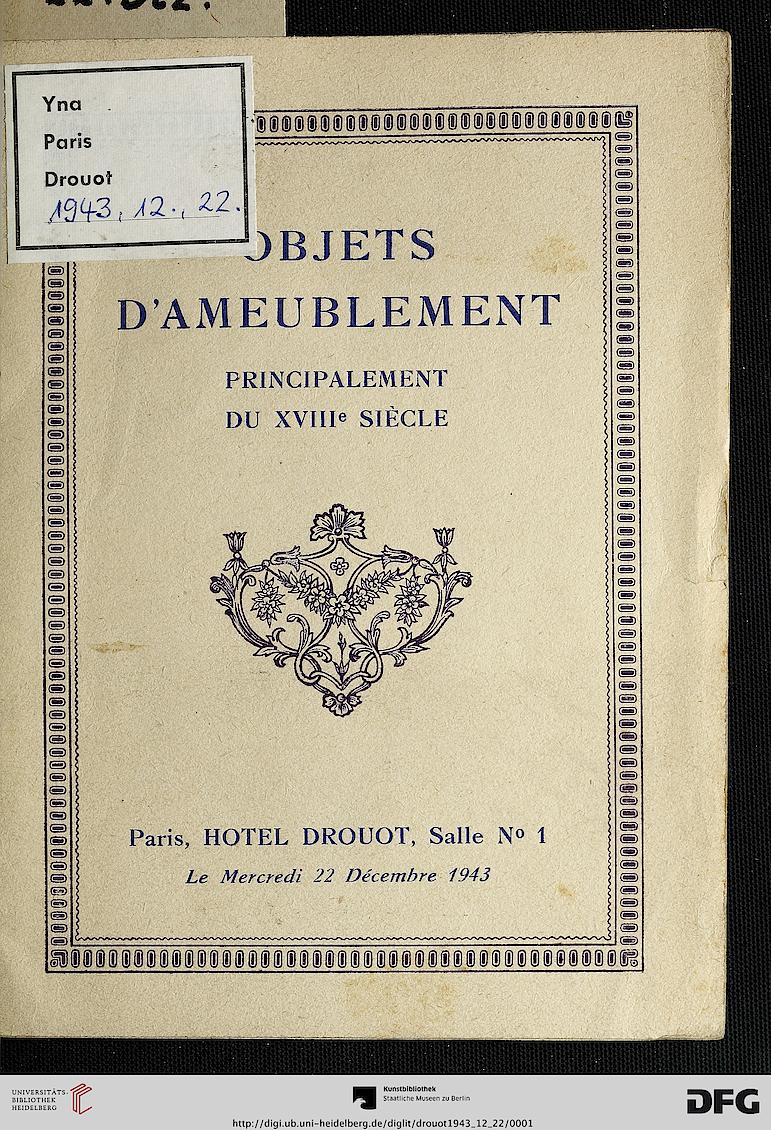 22. Dez.
Yna
Paris
Drouot
1943, 12., 22.
OBJETS
D'AMEUBLEMENT
PRINCIPALEMENT
DU XVIIIe SIÈCLE
Paris, HOTEL DROUOT, Salle No 1
Le Mercredi 22 Décembre 1943
UNIVERSITÄTS-
BIBLIOTHEK
HEIDELBERG
Kunstbibliothek
Staatliche Museen zu Berlin
DFG
http://digi.ub.uni-heidelberg.de/diglit/drouot1943_12_22/0001